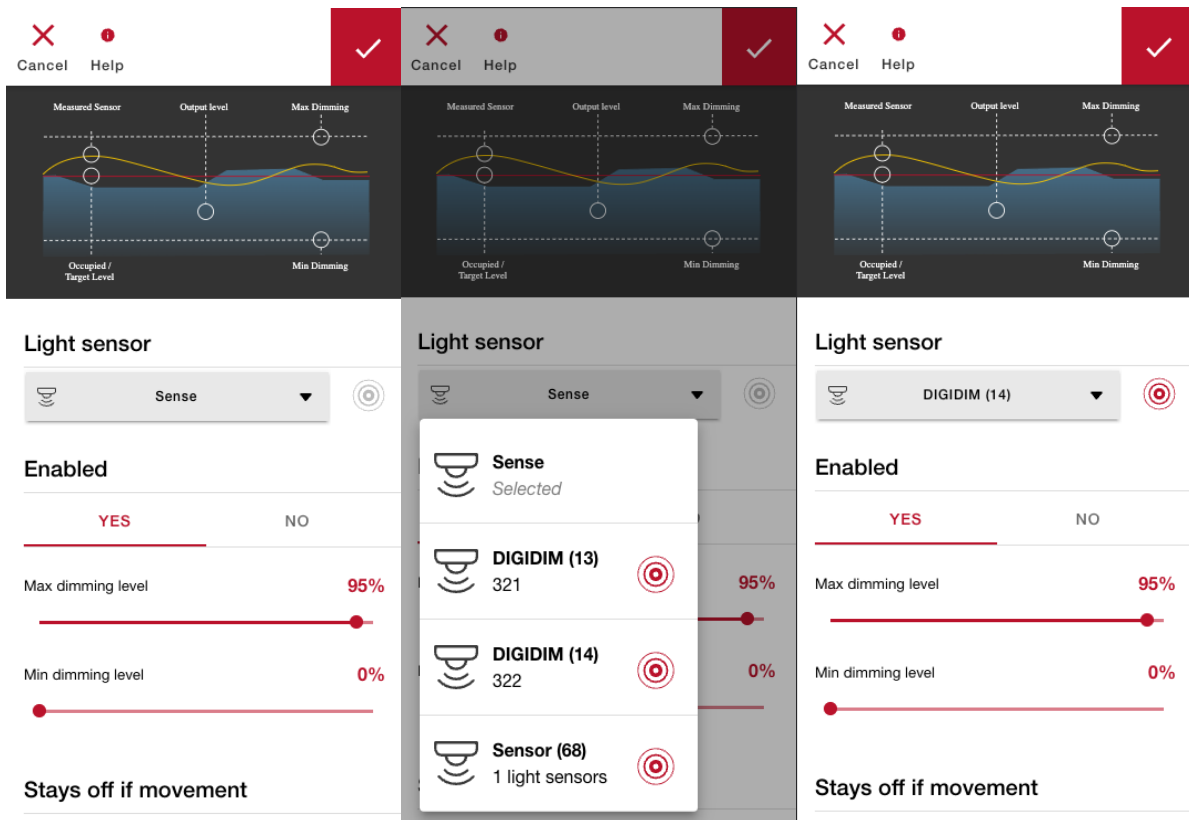 Cancel Help
Measured Sensor Output level Max Dimming
Occupied /
Target Level
Min Dimming
Light sensor
Sense
Enabled
YES NO
Max dimming level 95%
Min dimming level 0%
Stays off if movement
Cancel Help
Measured Sensor Output level Max Dimming
Occupied /
Target Level
Min Dimming
Light sensor
Sense
Sense
Selected
DIGIDIM (13)
321
95%
DIGIDIM (14)
322
0%
Sensor (68)
1 light sensors
Cancel Help
Measured Sensor Output level Max Dimming
Occupied /
Target Level
Min Dimming
Light sensor
DIGIDIM (14)
Enabled
YES NO
Max dimming level 95%
Min dimming level 0%
Stays off if movement